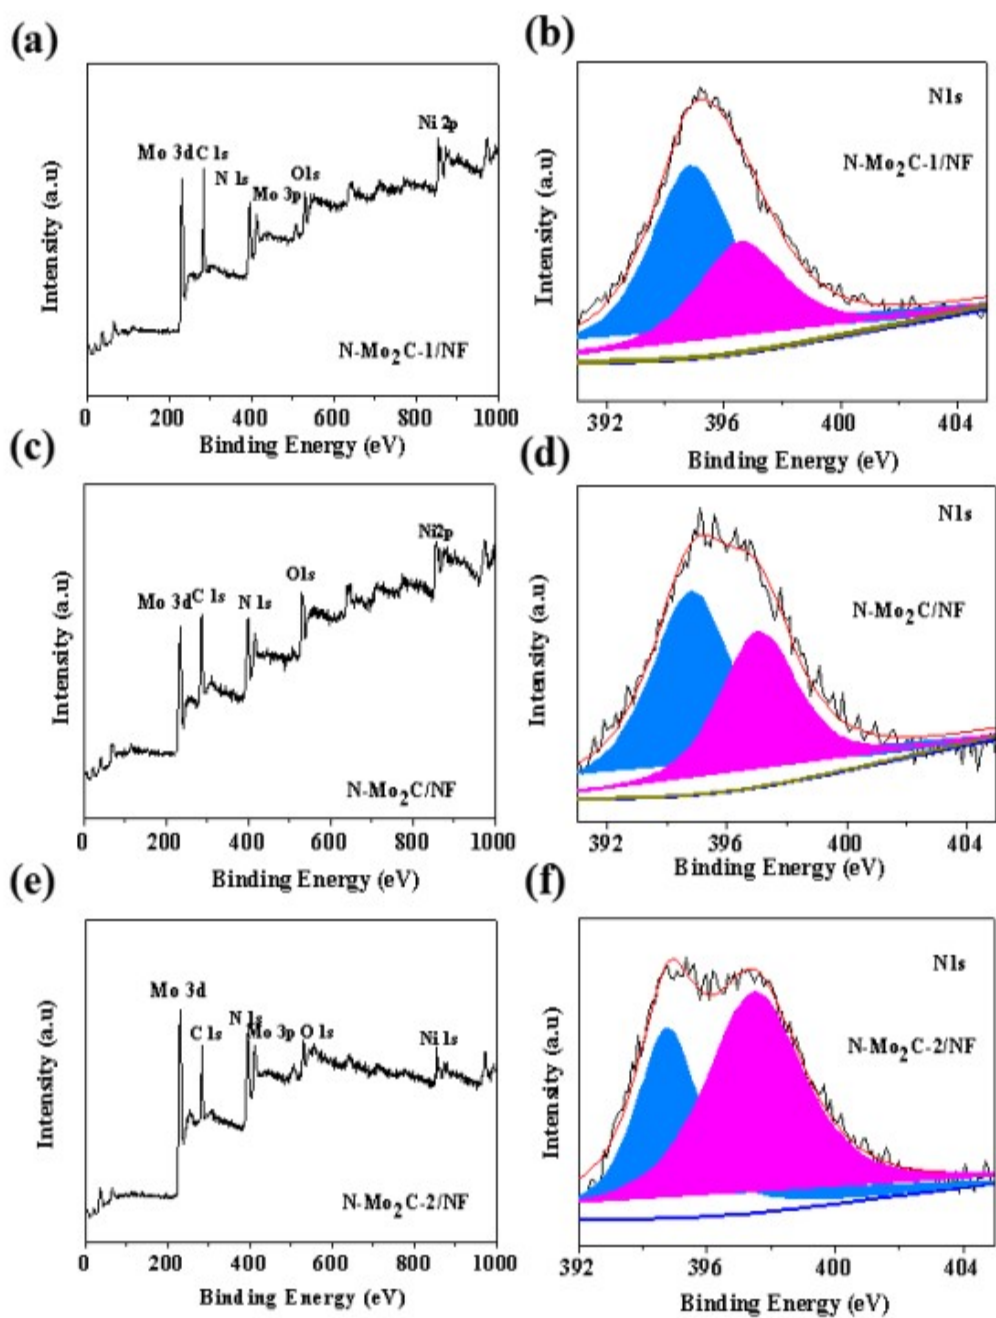 (a)
Intensity (a.u)
Mo 3d
C 1s
N 1s
Mo 3p
O1s
Ni 2p
N-Mo₂C-1/NF
0 200 400 600 800 1000
Binding Energy (eV)
(b)
Intensity (a.u)
N1s
N-Mo₂C-1/NF
392 396 400 404
Binding Energy (eV)
(c)
Intensity (a.u)
Mo 3d
C 1s
N 1s
O1s
Ni2p
N-Mo₂C/NF
0 200 400 600 800 1000
Binding Energy (eV)
(d)
Intensity (a.u)
N1s
N-Mo₂C/NF
392 396 400 404
Binding Energy (eV)
(e)
Intensity (a.u)
Mo 3d
C 1s
N 1s
Mo 3p
O 1s
Ni 1s
N-Mo₂C-2/NF
0 200 400 600 800 1000
Binding Energy (eV)
(f)
Intensity (a.u)
N1s
N-Mo₂C-2/NF
392 396 400 404
Binding Energy (eV)